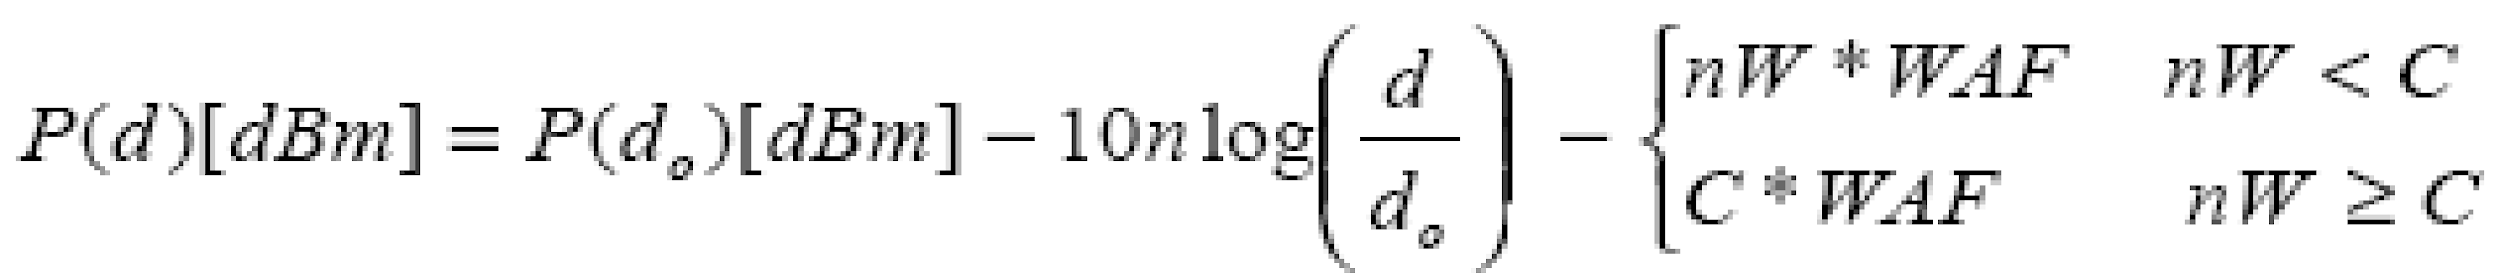 P(d)[dBm] = P(d_o)[dBm] − 10n log(d/d_o) − { nW * WAF nW < C
C * WAF nW ≥ C